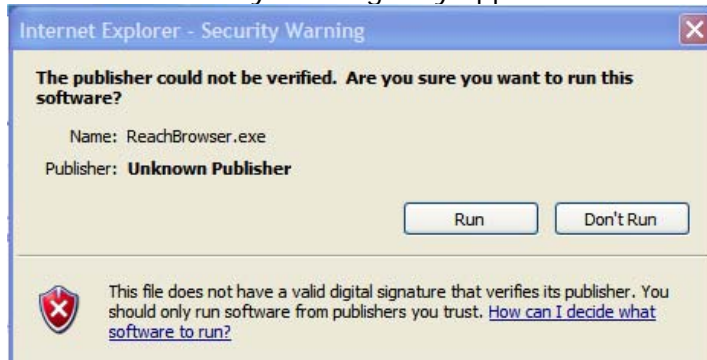 Internet Explorer - Security Warning
The publisher could not be verified. Are you sure you want to run this
software?
Name: ReachBrowser.exe
Publisher: Unknown Publisher
Run Don't Run
This file does not have a valid digital signature that verifies its publisher. You
should only run software from publishers you trust. How can I decide what
software to run?